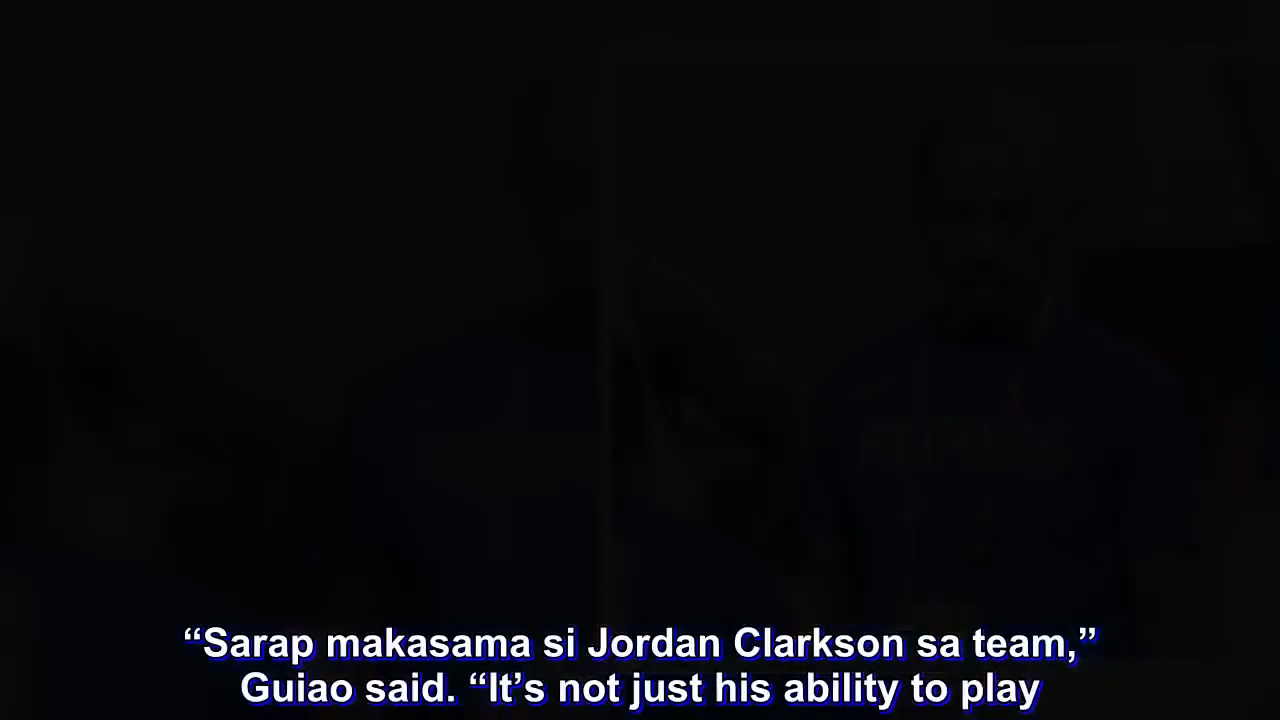 “Sarap makasama si Jordan Clarkson sa team,”
Guiao said. “It’s not just his ability to play